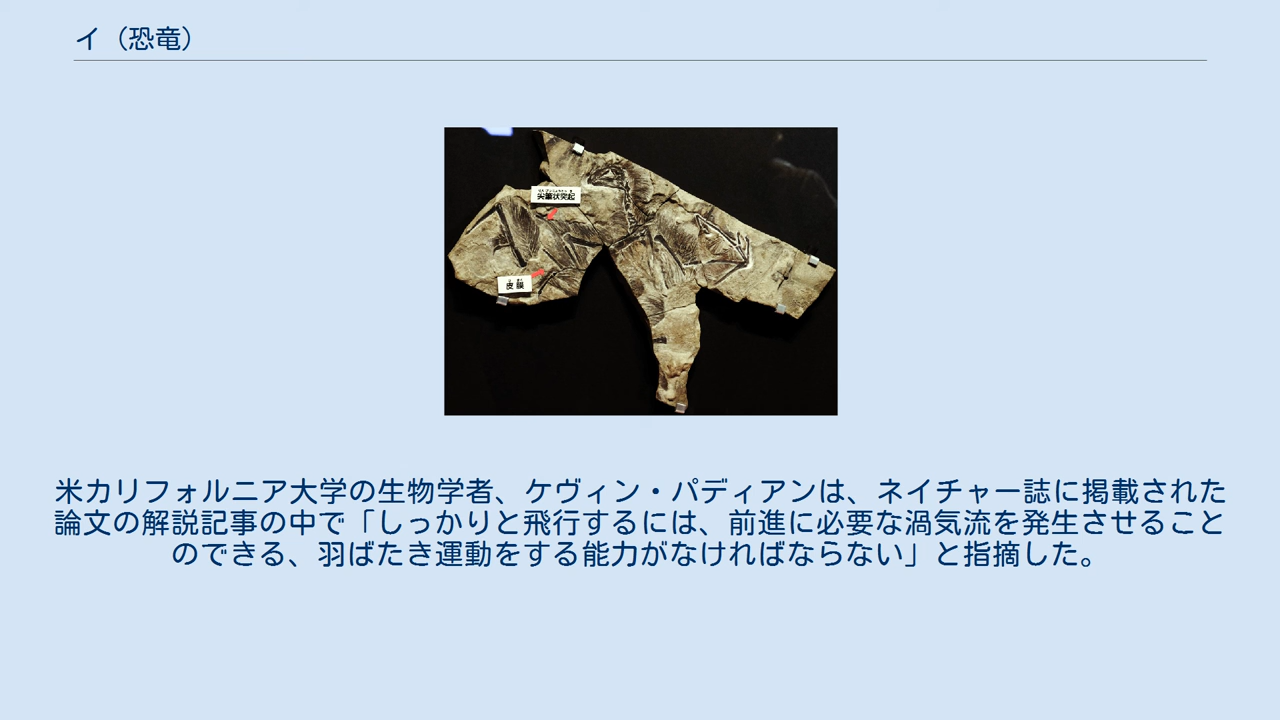 イ（恐竜）
尖筆状突起
皮膜
米カリフォルニア大学の生物学者、ケヴィン・パディアンは、ネイチャー誌に掲載された
論文の解説記事の中で「しっかりと飛行するには、前進に必要な渦気流を発生させること
のできる、羽ばたき運動をする能力がなければならない」と指摘した。